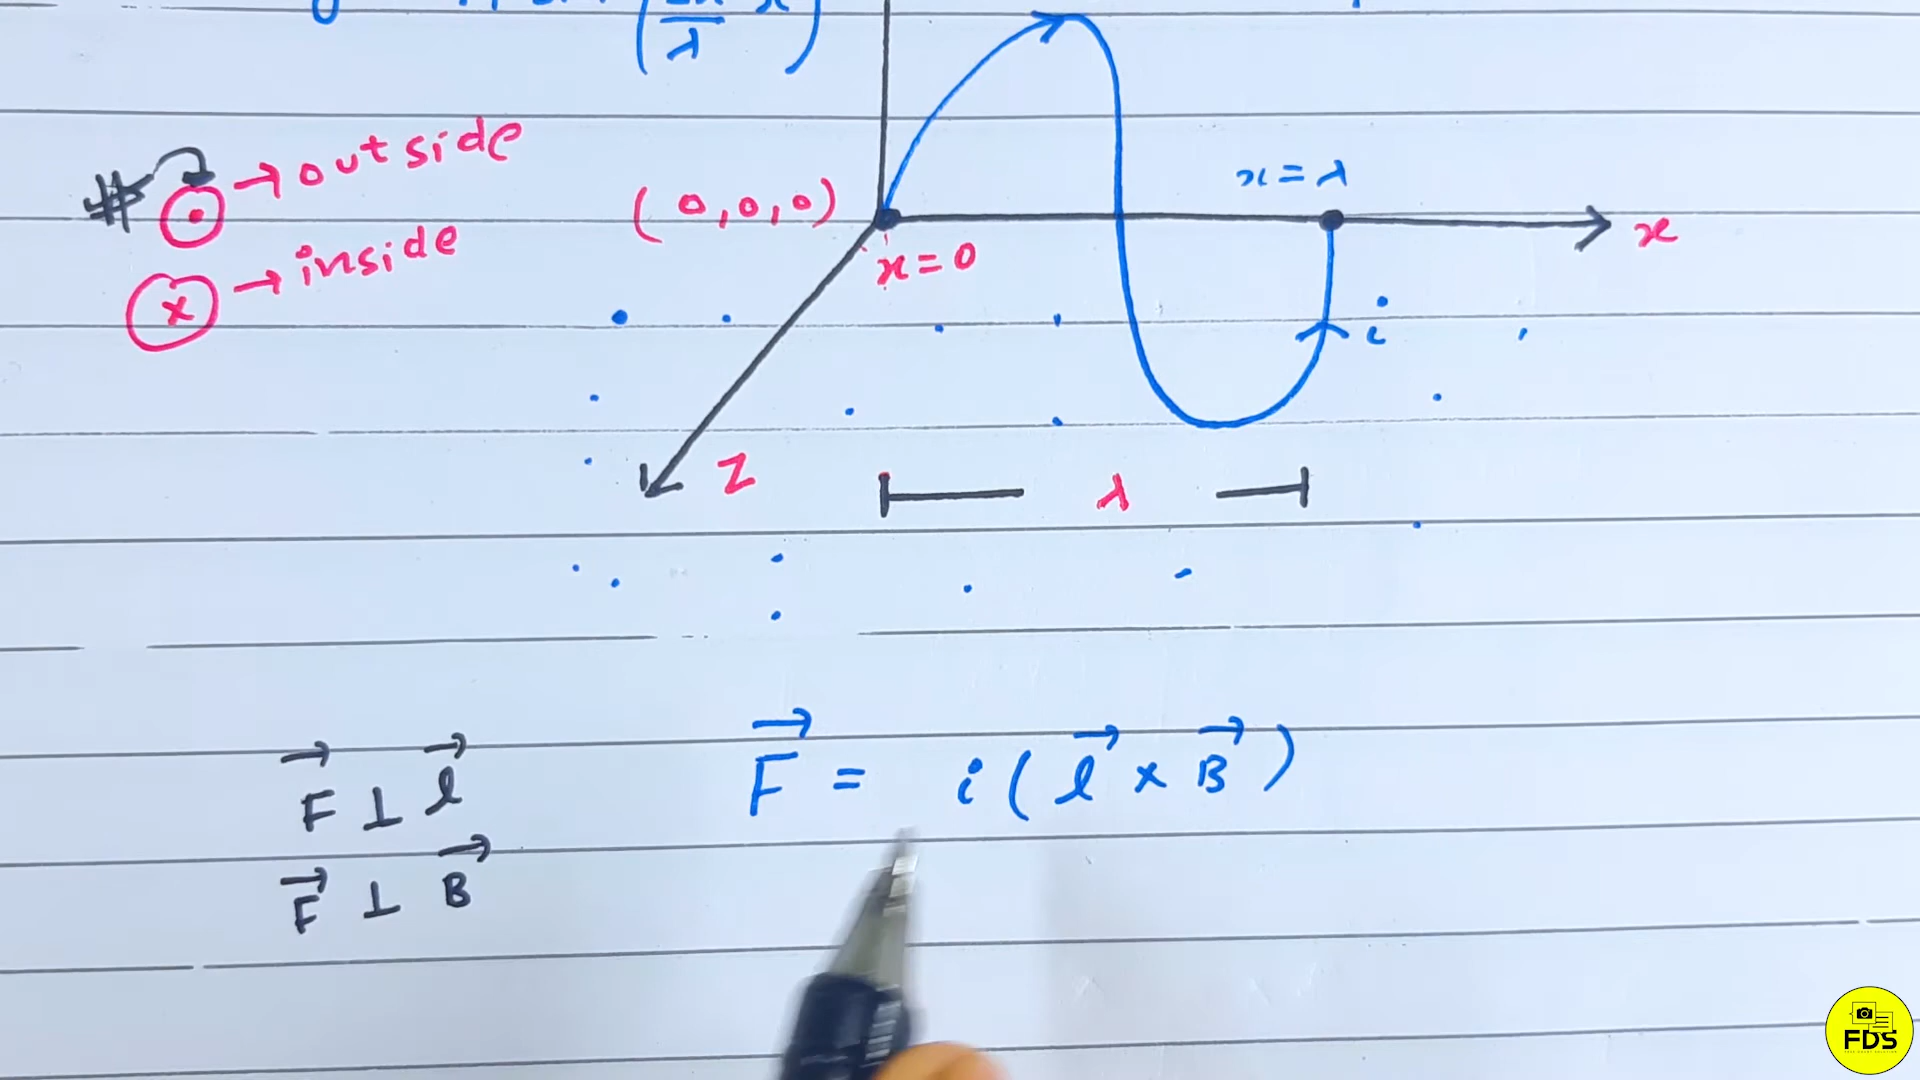 λ
# ⊙ → outside
ⓧ → inside
(0,0,0)
x=0
x=λ
x
i
Z
λ
F ⊥ l
F ⊥ B
F = i(l × B)
FDS